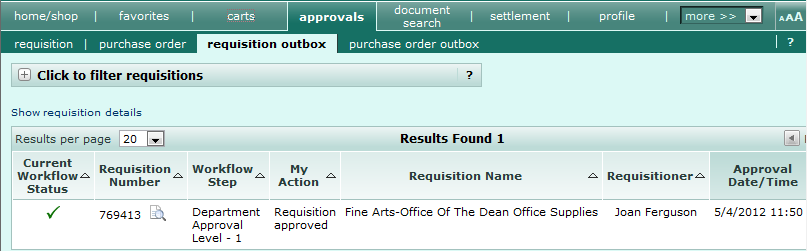 home/shop | favorites | carts | approvals | document search | settlement | profile | more >> AAA
requisition | purchase order | requisition outbox | purchase order outbox | ?
Click to filter requisitions ?
Show requisition details
Results per page 20 Results Found 1
Current Workflow Status Requisition Number Workflow Step My Action Requisition Name Requisitioner Approval Date/Time
769413 Department Approval Level - 1 Requisition approved Fine Arts-Office Of The Dean Office Supplies Joan Ferguson 5/4/2012 11:50